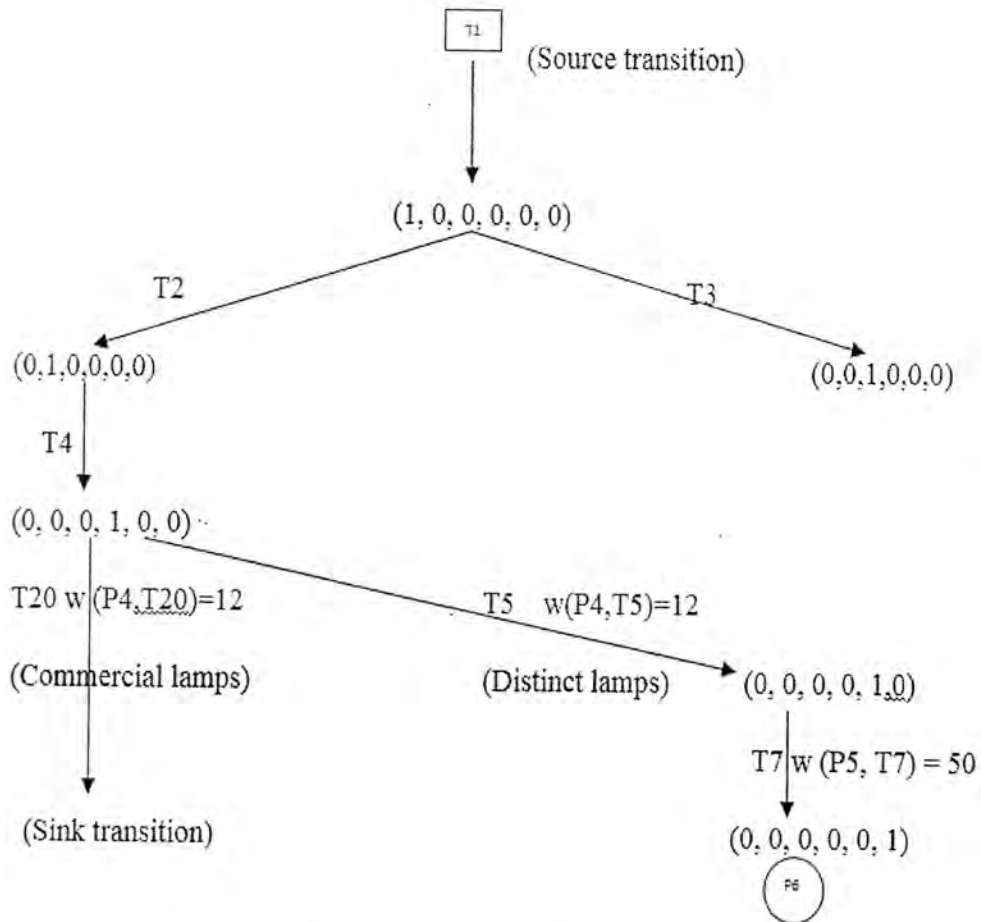 T1
(Source transition)
(1, 0, 0, 0, 0, 0)
T2
T3
(0,1,0,0,0,0)
(0,0,1,0,0,0)
T4
(0, 0, 0, 1, 0, 0)
T20 w (P4,T20)=12
T5 w(P4,T5)=12
(Commercial lamps)
(Distinct lamps)
(0, 0, 0, 0, 1,0)
T7 w (P5, T7) = 50
(Sink transition)
(0, 0, 0, 0, 0, 1)
P6